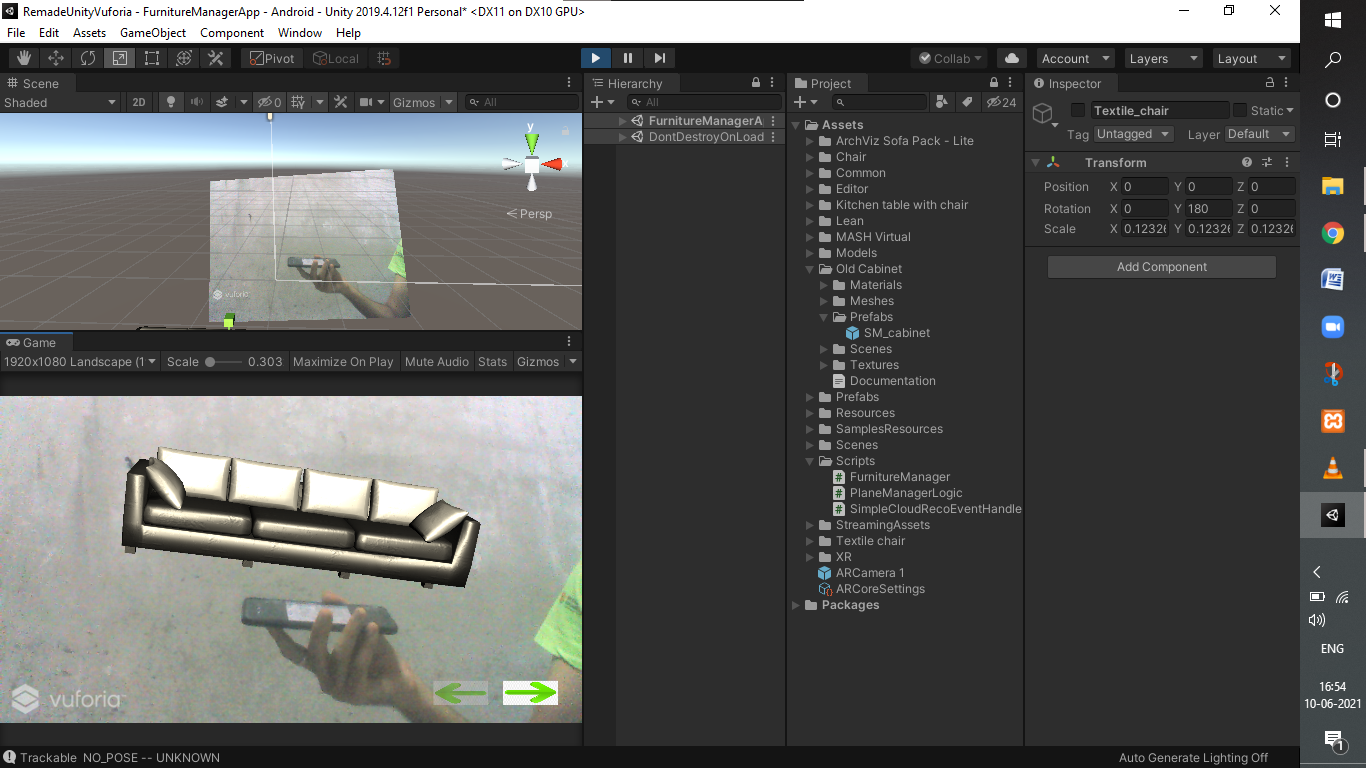 RemadeUnityVuforia - FurnitureManagerApp - Android - Unity 2019.4.12f1 Personal* <DX11 on DX10 GPU>
File Edit Assets GameObject Component Window Help
Pivot Local Collab Account Layers Layout
Scene
Shaded 2D 0 Gizmos All
y
x
Persp
vuforia
Game
1920x1080 Landscape (1 Scale 0.303 Maximize On Play Mute Audio Stats Gizmos
vuforia
Hierarchy
All
FurnitureManagerA
DontDestroyOnLoad
Project
24
Assets
ArchViz Sofa Pack - Lite
Chair
Common
Editor
Kitchen table with chair
Lean
MASH Virtual
Models
Old Cabinet
Materials
Meshes
Prefabs
SM_cabinet
Scenes
Textures
Documentation
Prefabs
Resources
SamplesResources
Scenes
Scripts
FurnitureManager
PlaneManagerLogic
SimpleCloudRecoEventHandle
StreamingAssets
Textile chair
XR
ARCamera 1
ARCoreSettings
Packages
Inspector
Textile_chair Static
Tag Untagged Layer Default
Transform
Position X 0 Y 0 Z 0
Rotation X 0 Y 180 Z 0
Scale X 0.12326 Y 0.12326 Z 0.12326
Add Component
Trackable NO_POSE -- UNKNOWN
Auto Generate Lighting Off
ENG
16:54
10-06-2021
1